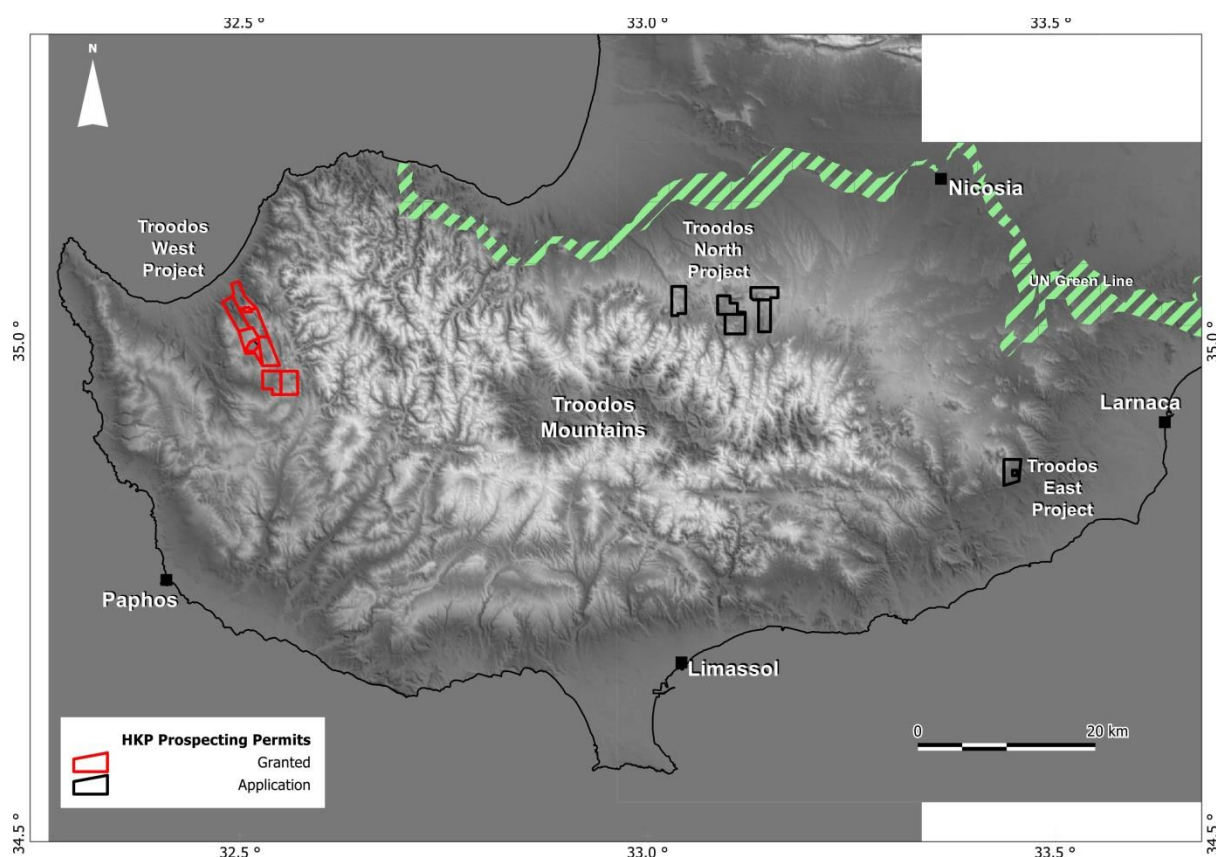 32.5 °
33.0 °
33.5 °
N
Nicosia
Troodos
West
Project
Troodos
North
Project
UN Green Line
35.0 °
35.0 °
Troodos
Mountains
Larnaca
Troodos
East
Project
Paphos
Limassol
HKP Prospecting Permits
Granted
Application
0
20 km
34.5 °
34.5 °
32.5 °
33.0 °
33.5 °